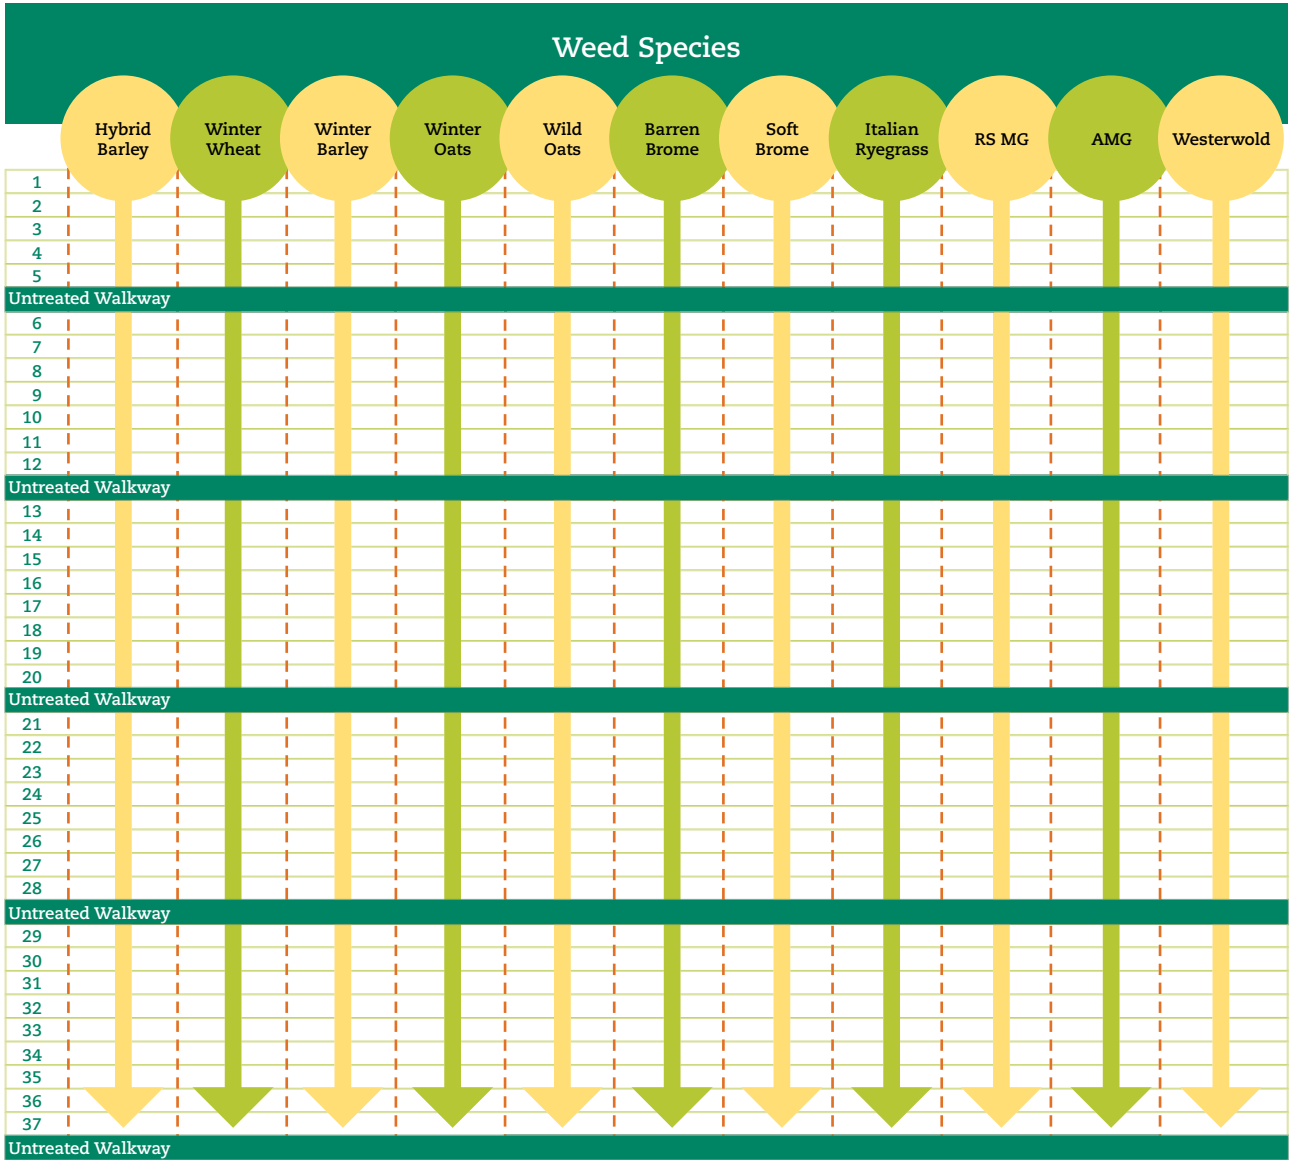 Weed Species
Hybrid
Barley
Winter
Wheat
Winter
Barley
Winter
Oats
Wild
Oats
Barren
Brome
Soft
Brome
Italian
Ryegrass
RS MG
AMG
Westerwold
1
2
3
4
5
Untreated Walkway
6
7
8
9
10
11
12
Untreated Walkway
13
14
15
16
17
18
19
20
Untreated Walkway
21
22
23
24
25
26
27
28
Untreated Walkway
29
30
31
32
33
34
35
36
37
Untreated Walkway